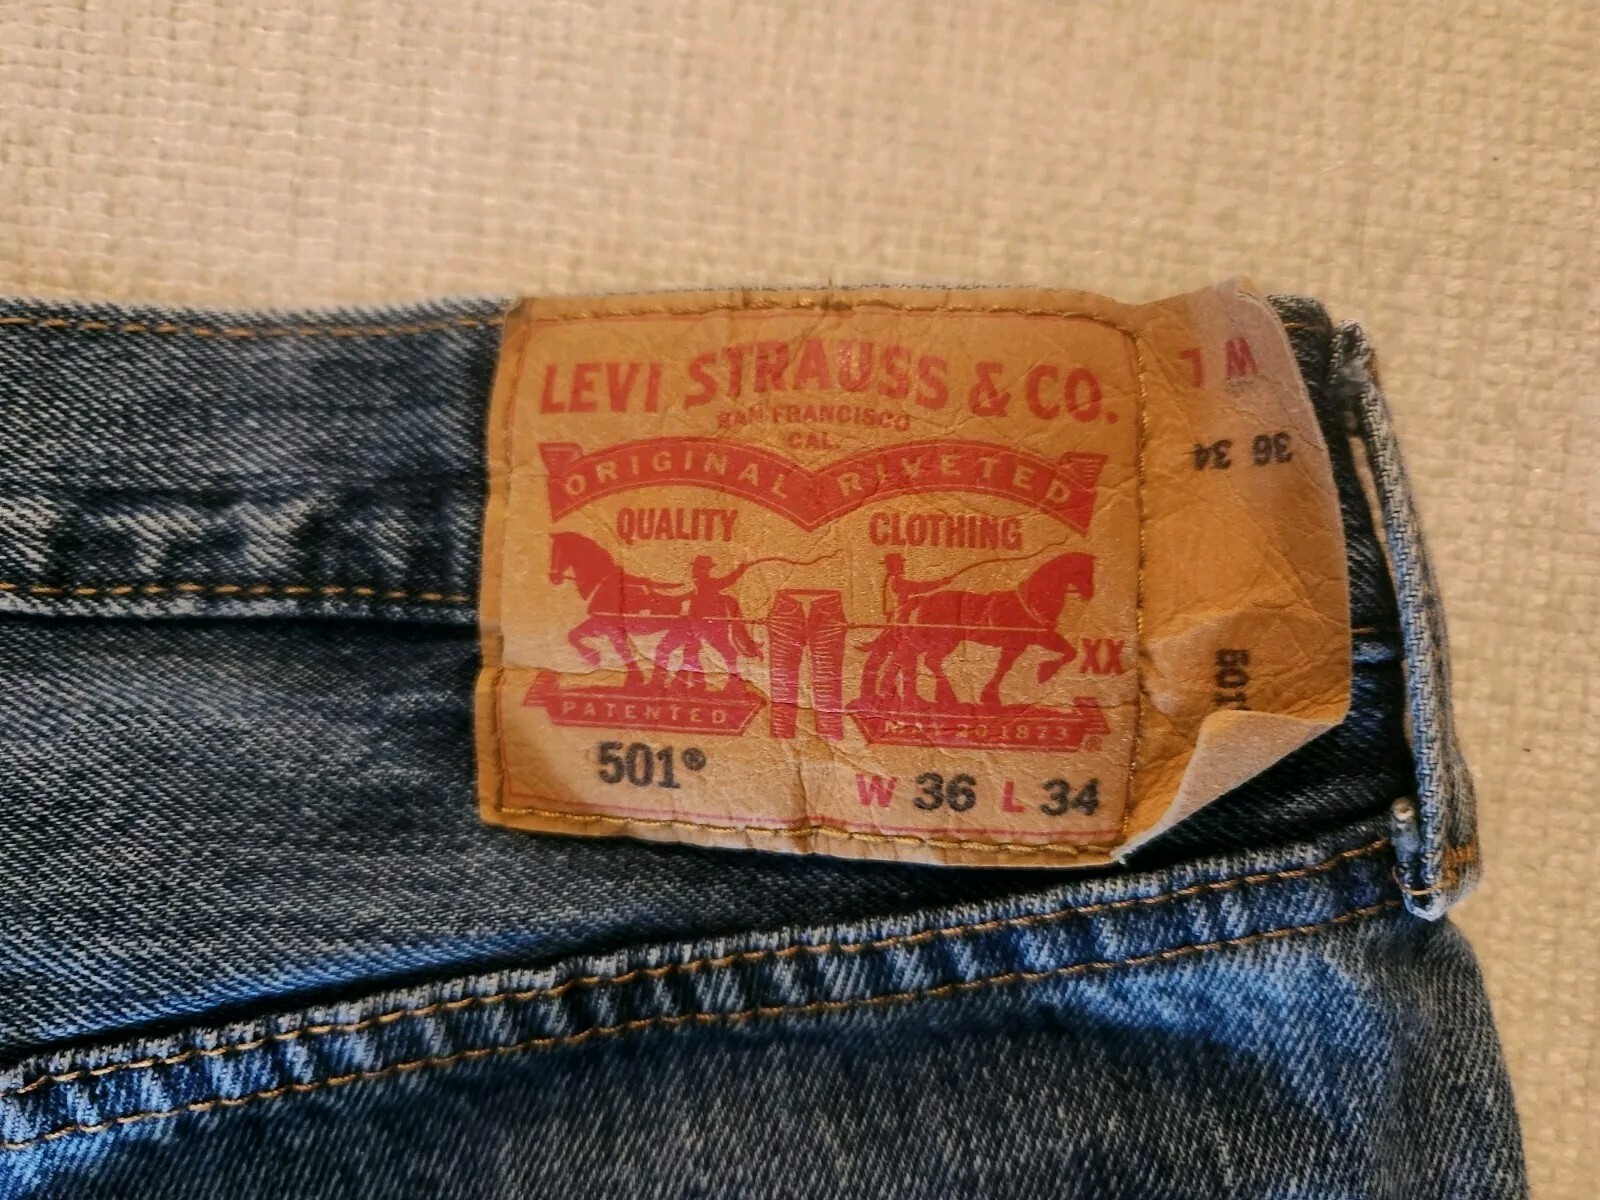 LEVI STRAUSS & CO.
SAN FRANCISCO
CAL.
ORIGINAL RIVETED
QUALITY CLOTHING
XX
PATENTED MAY 20 1873 ®
501® W 36 L 34
W L
36 34
501